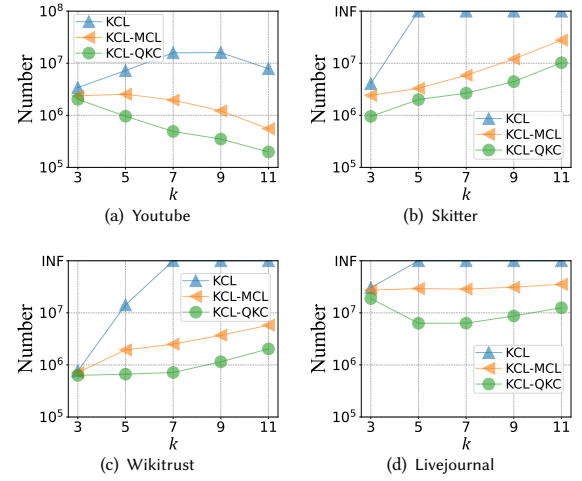 10^8
10^7
10^6
10^5
Number
KCL
KCL-MCL
KCL-QKC
3 5 7 9 11
k
(a) Youtube
INF
10^7
10^6
10^5
Number
KCL
KCL-MCL
KCL-QKC
3 5 7 9 11
k
(b) Skitter
INF
10^7
10^6
10^5
Number
KCL
KCL-MCL
KCL-QKC
3 5 7 9 11
k
(c) Wikitrust
INF
10^7
10^6
10^5
Number
KCL
KCL-MCL
KCL-QKC
3 5 7 9 11
k
(d) Livejournal